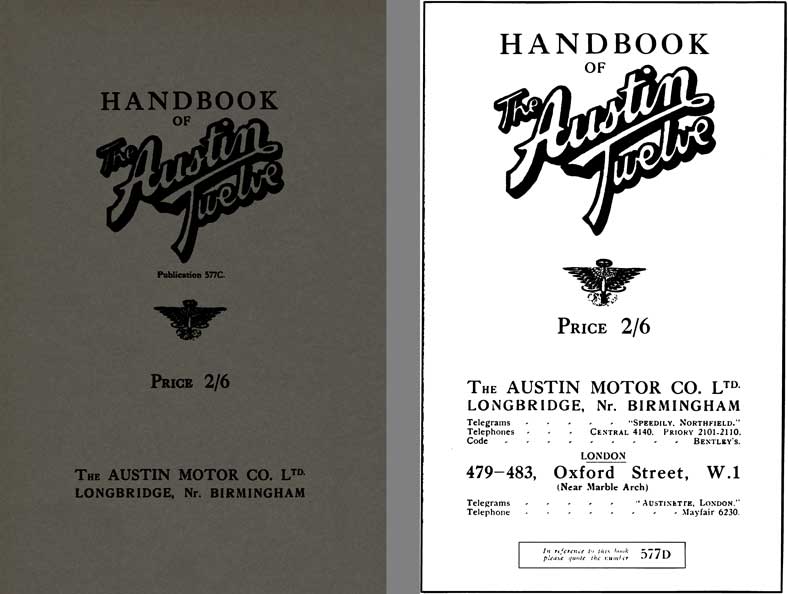 HANDBOOK
OF
The Austin
Twelve
Publication 577C.
PRICE 2/6
THE AUSTIN MOTOR CO. LTD.
LONGBRIDGE, Nr. BIRMINGHAM
HANDBOOK
OF
The Austin
Twelve
PRICE 2/6
THE AUSTIN MOTOR CO. LTD.
LONGBRIDGE, Nr. BIRMINGHAM
Telegrams - - - - - "SPEEDILY, NORTHFIELD."
Telephones - - - - CENTRAL 4140. PRIORY 2101-2110.
Code - - - - - - - - - BENTLEY'S.
LONDON
479-483, Oxford Street, W.1
(Near Marble Arch)
Telegrams - - - - - "AUSTINETTE, LONDON."
Telephone - - - - - - - Mayfair 6230.
In reference to this book
please quote the number 577D